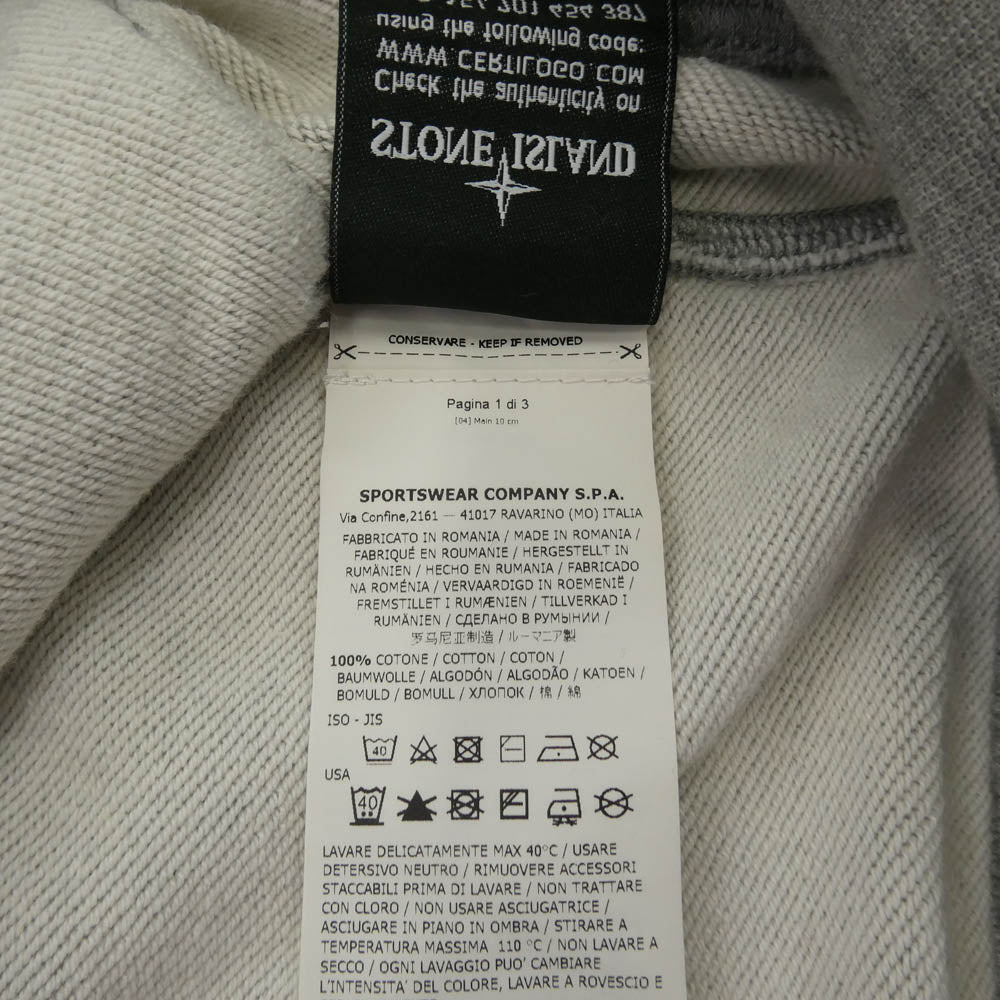 STONE ISLAND
Check the authenticity on
WWW CERTILOGO COM
using the following code:
454 701 454 387
CONSERVARE - KEEP IF REMOVED
Pagina 1 di 3
[04] Main 10 cm
SPORTSWEAR COMPANY S.P.A.
Via Confine,2161 — 41017 RAVARINO (MO) ITALIA
FABBRICATO IN ROMANIA / MADE IN ROMANIA /
FABRIQUÉ EN ROUMANIE / HERGESTELLT IN
RUMÄNIEN / HECHO EN RUMANIA / FABRICADO
NA ROMÉNIA / VERVAARDIGD IN ROEMENIË /
FREMSTILLET I RUMÆNIEN / TILLVERKAD I
RUMÄNIEN / СДЕЛАНО В РУМЫНИИ /
罗马尼亚制造 / ルーマニア製
100% COTONE / COTTON / COTON /
BAUMWOLLE / ALGODÓN / ALGODÃO / KATOEN /
BOMULD / BOMULL / ХЛОПОК / 棉 / 綿
ISO - JIS
40
USA
40
LAVARE DELICATAMENTE MAX 40°C / USARE
DETERSIVO NEUTRO / RIMUOVERE ACCESSORI
STACCABILI PRIMA DI LAVARE / NON TRATTARE
CON CLORO / NON USARE ASCIUGATRICE /
ASCIUGARE IN PIANO IN OMBRA / STIRARE A
TEMPERATURA MASSIMA 110 °C / NON LAVARE A
SECCO / OGNI LAVAGGIO PUO' CAMBIARE
L'INTENSITA' DEL COLORE, LAVARE A ROVESCIO E